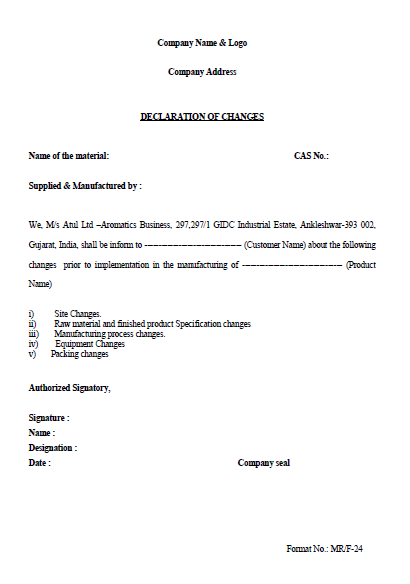 Company Name & Logo
Company Address
DECLARATION OF CHANGES
Name of the material: CAS No.:
Supplied & Manufactured by :
We, M/s Atul Ltd –Aromatics Business, 297,297/1 GIDC Industrial Estate, Ankleshwar-393 002,
Gujarat, India, shall be inform to ------------------------------ (Customer Name) about the following
changes prior to implementation in the manufacturing of ------------------------------- (Product
Name)
i) Site Changes.
ii) Raw material and finished product Specification changes
iii) Manufacturing process changes.
iv) Equipment Changes
v) Packing changes
Authorized Signatory,
Signature :
Name :
Designation :
Date : Company seal
Format No.: MR/F-24